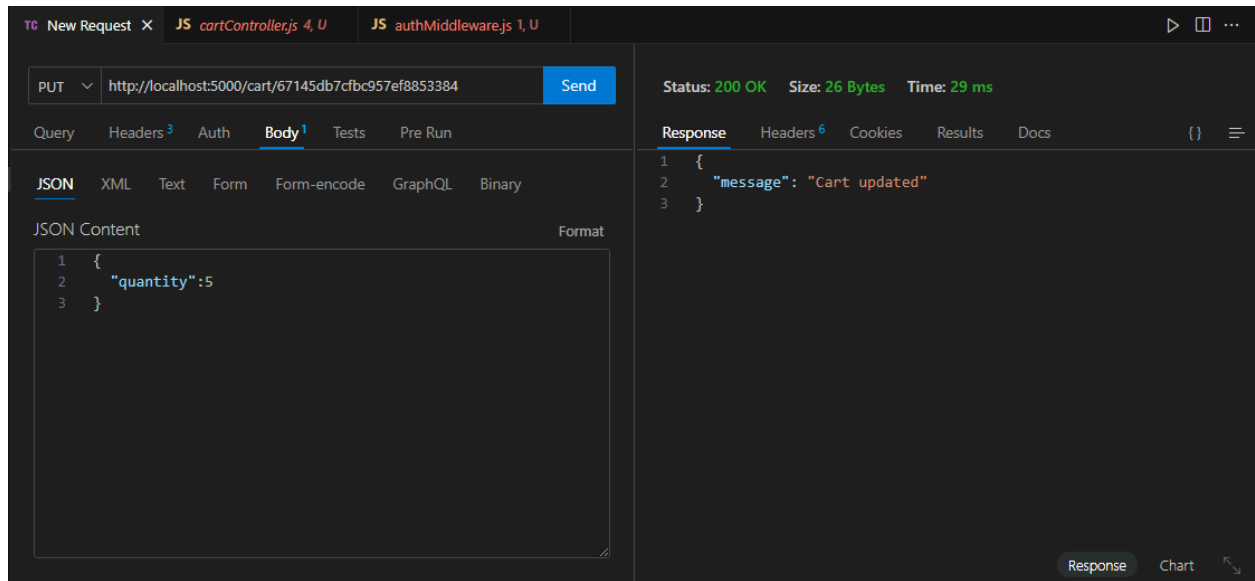 TC New Request × JS cartController.js 4, U JS authMiddleware.js 1, U
PUT http://localhost:5000/cart/67145db7cfbc957ef8853384 Send
Query Headers 3 Auth Body 1 Tests Pre Run
JSON XML Text Form Form-encode GraphQL Binary
JSON Content Format
1 {
2 "quantity":5
3 }
Status: 200 OK Size: 26 Bytes Time: 29 ms
Response Headers 6 Cookies Results Docs {}
1 {
2 "message": "Cart updated"
3 }
Response Chart